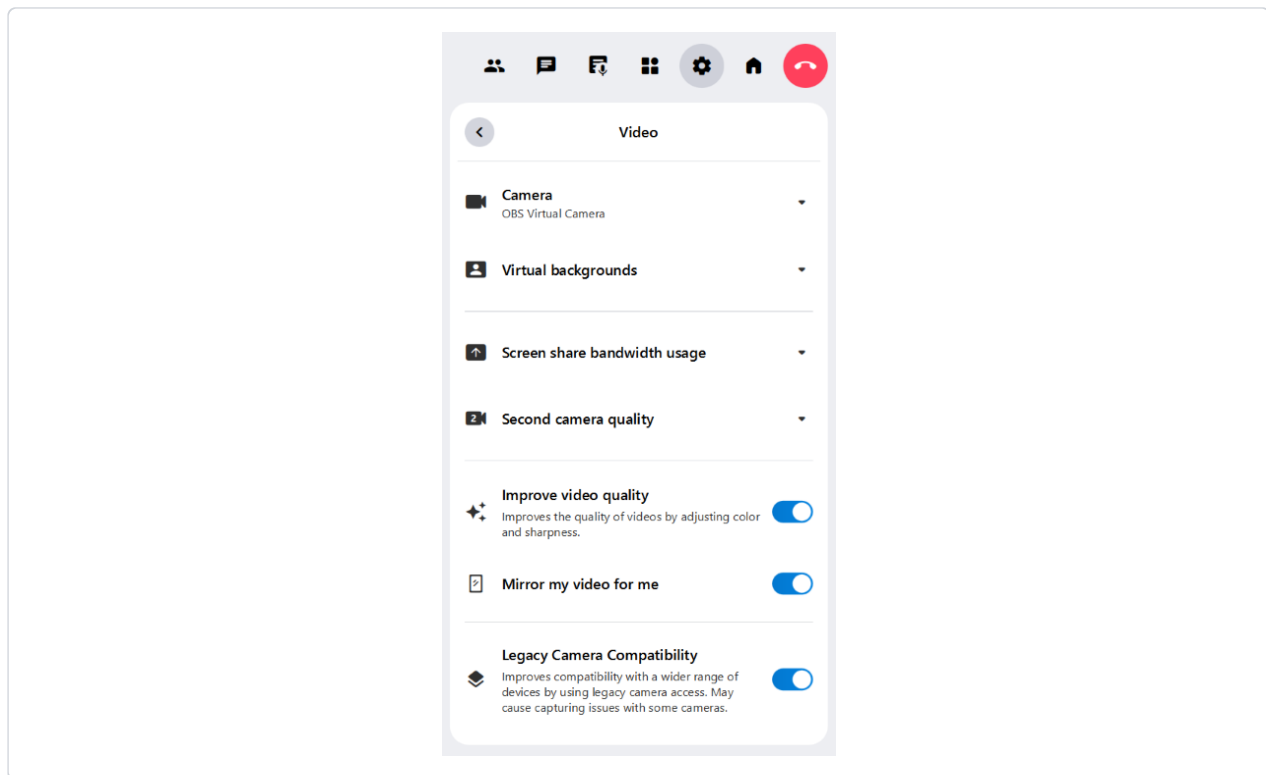 Video
Camera
OBS Virtual Camera
Virtual backgrounds
Screen share bandwidth usage
2
Second camera quality
Improve video quality
Improves the quality of videos by adjusting color
and sharpness.
Mirror my video for me
Legacy Camera Compatibility
Improves compatibility with a wider range of
devices by using legacy camera access. May
cause capturing issues with some cameras.